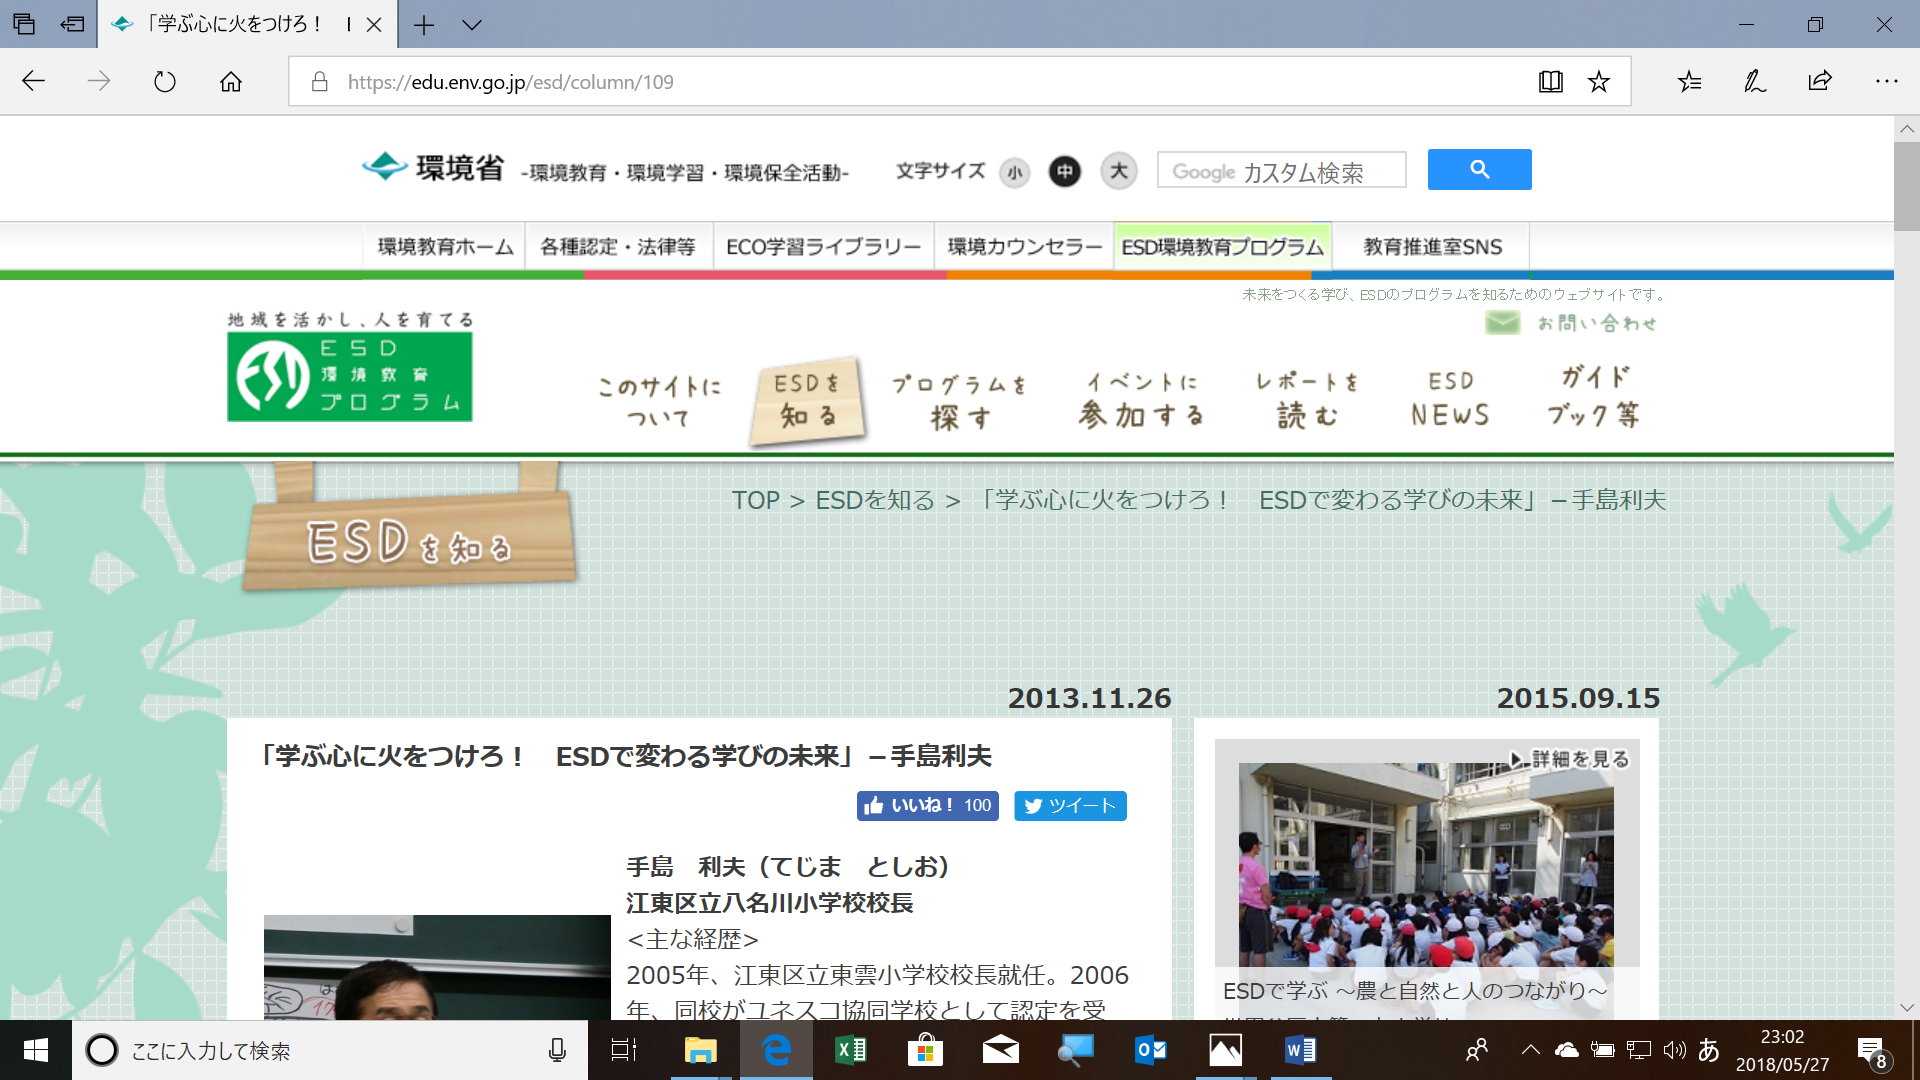 「学ぶ心に火をつけろ！
https://edu.env.go.jp/esd/column/109
環境省 -環境教育・環境学習・環境保全活動- 文字サイズ 小 中 大 Google カスタム検索
環境教育ホーム 各種認定・法律等 ECO学習ライブラリー 環境カウンセラー ESD環境教育プログラム 教育推進室SNS
未来をつくる学び、ESDのプログラムを知るためのウェブサイトです。
お問い合わせ
地域を活かし、人を育てる
ESD
環境教育
プログラム
このサイトに
ついて
ESDを
知る
プログラムを
探す
イベントに
参加する
レポートを
読む
ESD
NEWS
ガイド
ブック等
TOP > ESDを知る > 「学ぶ心に火をつけろ！　ESDで変わる学びの未来」－手島利夫
ESDを知る
2013.11.26
「学ぶ心に火をつけろ！　ESDで変わる学びの未来」－手島利夫
いいね！ 100 ツイート
手島　利夫（てじま　としお）
江東区立八名川小学校校長
<主な経歴>
2005年、江東区立東雲小学校校長就任。2006
年、同校がユネスコ協同学校として認定を受
2015.09.15
詳細を見る
ESDで学ぶ ～農と自然と人のつながり～
ここに入力して検索
あ
23:02
2018/05/27
8